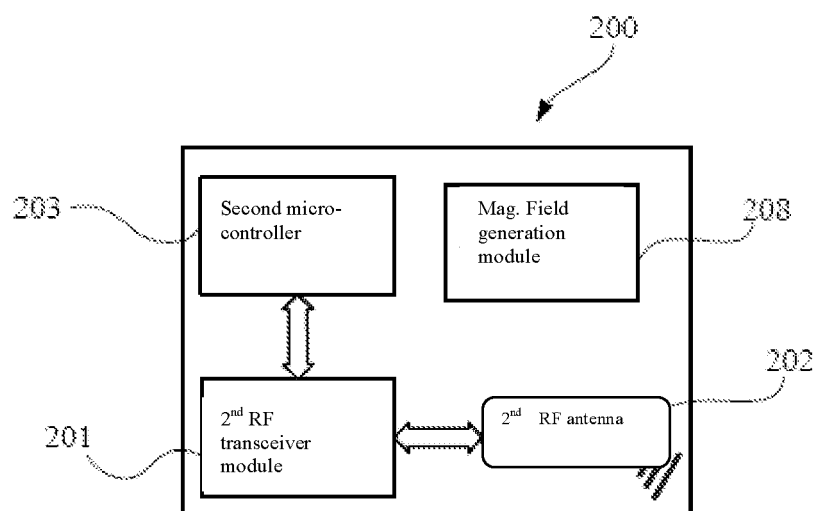 200
203
Second micro-
controller
Mag. Field
generation
module
208
202
2nd RF
transceiver
module
2nd RF antenna
201